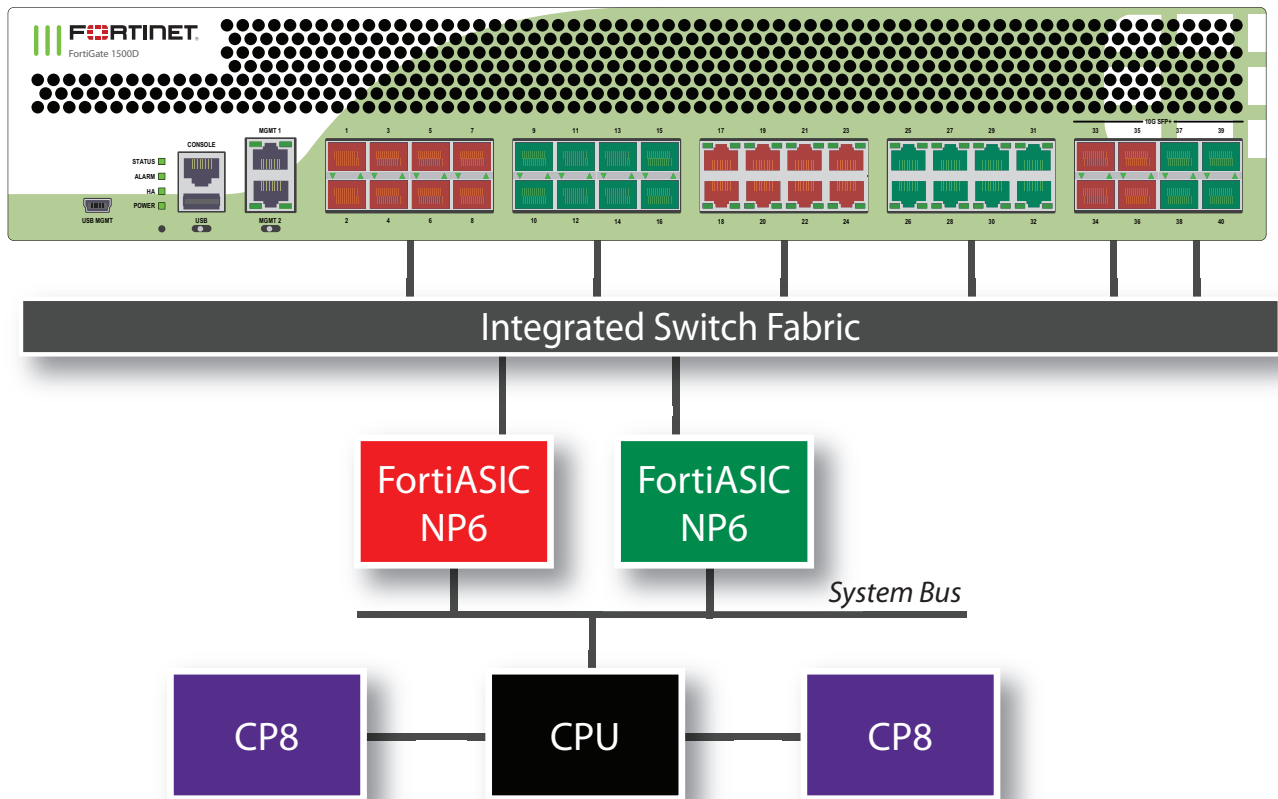 FORTINET.
FortiGate 1500D
STATUS
ALARM
HA
POWER
USB MGMT
CONSOLE
USB
MGMT 1
MGMT 2
1 3 5 7
2 4 6 8
9 11 13 15
10 12 14 16
17 19 21 23
18 20 22 24
25 27 29 31
26 28 30 32
10G SFP+
33 35 37 39
34 36 38 40
Integrated Switch Fabric
FortiASIC
NP6
FortiASIC
NP6
System Bus
CP8
CPU
CP8